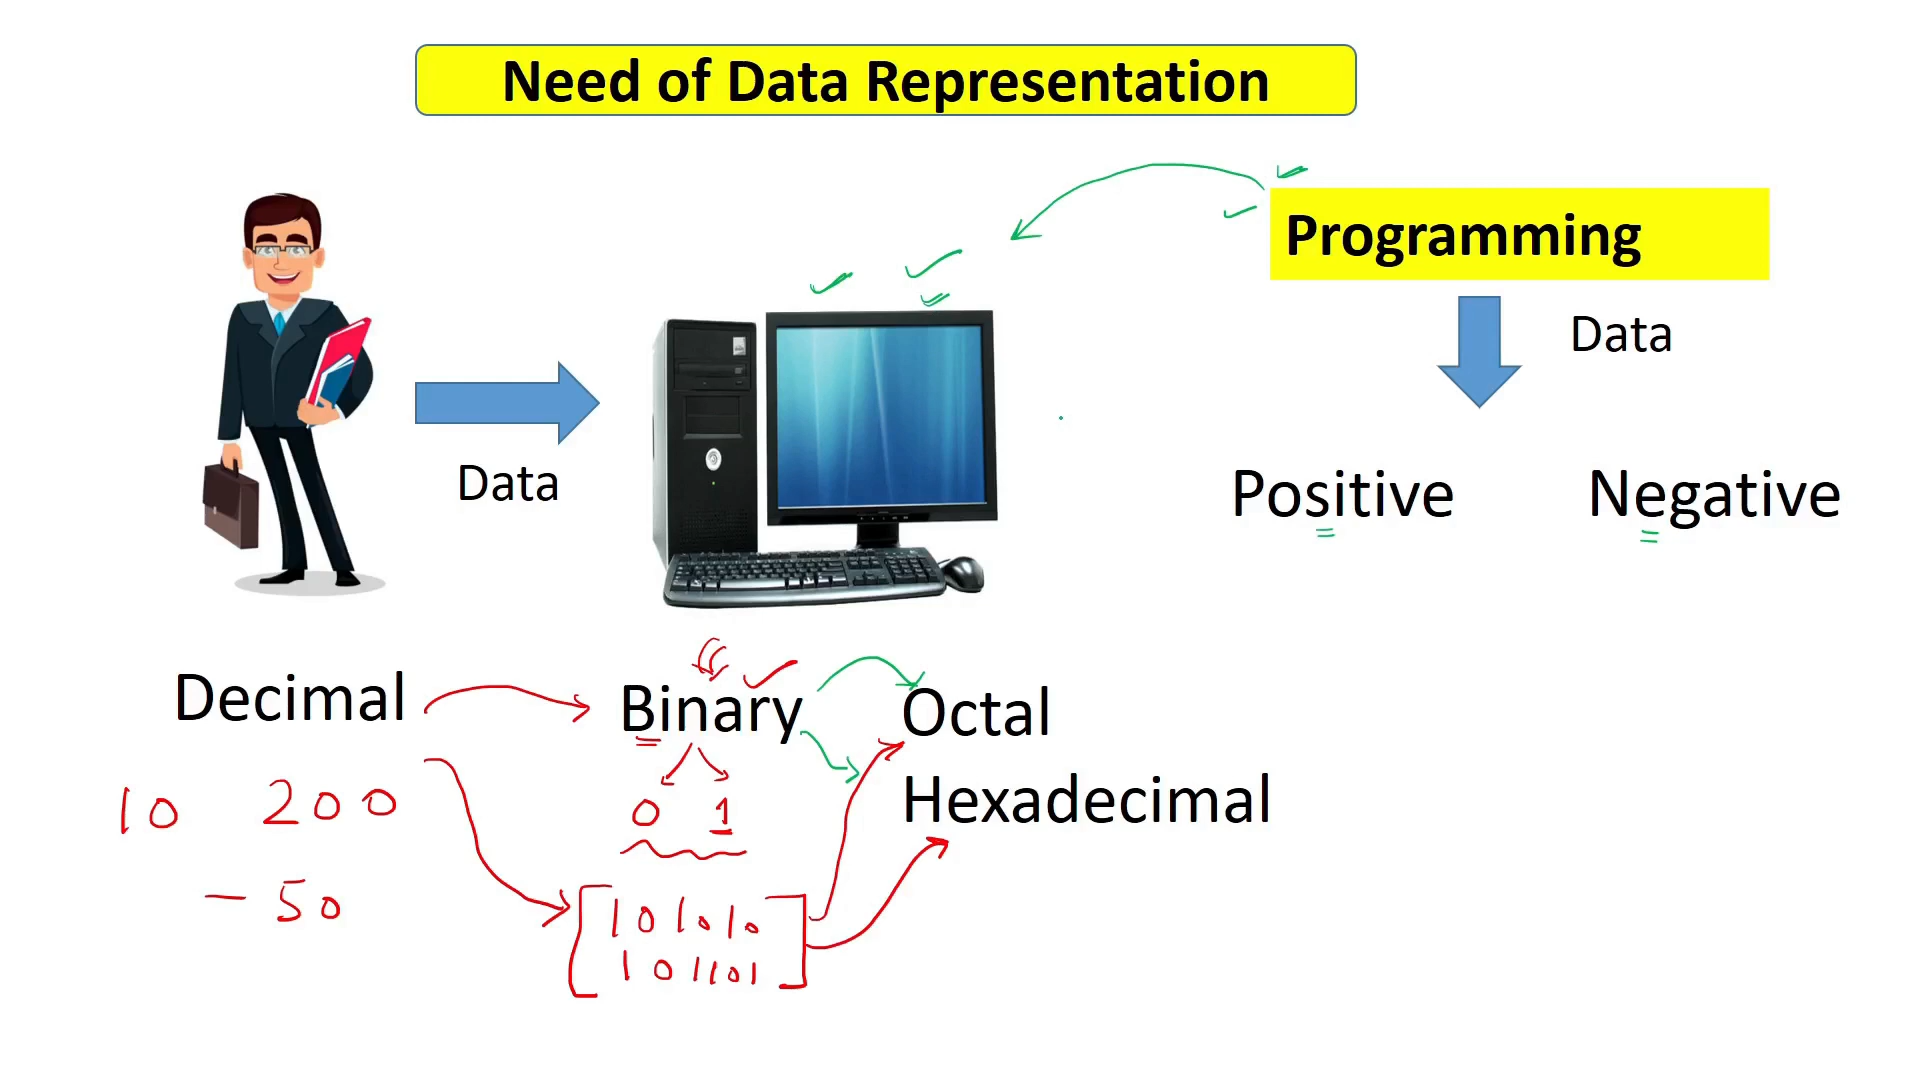 Need of Data Representation
Programming
Data
Data
Positive Negative
Decimal Binary Octal
Hexadecimal
10 200
0 1
- 50
101010
101101